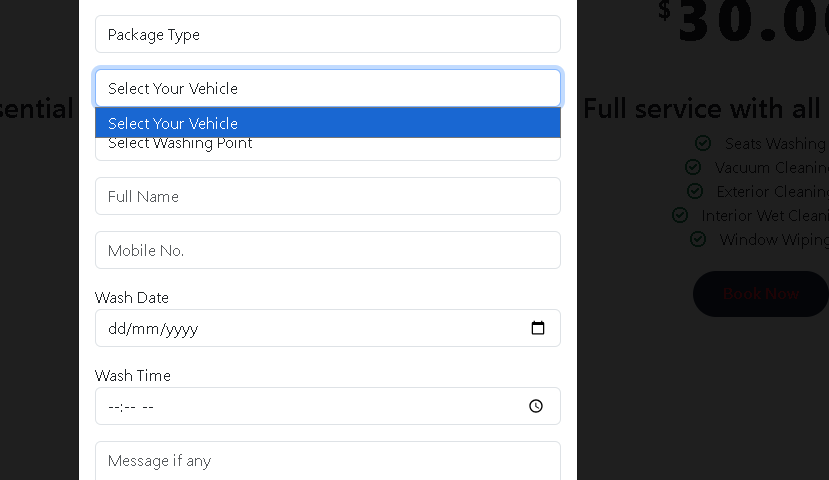 Package Type
Select Your Vehicle
Select Your Vehicle
Select Washing Point
Full Name
Mobile No.
Wash Date
dd/mm/yyyy
Wash Time
--:-- --
Message if any
$30.0
Full service with all
Seats Washing
Vacuum Cleanin
Exterior Cleaning
Interior Wet Cleani
Window Wiping
Book Now